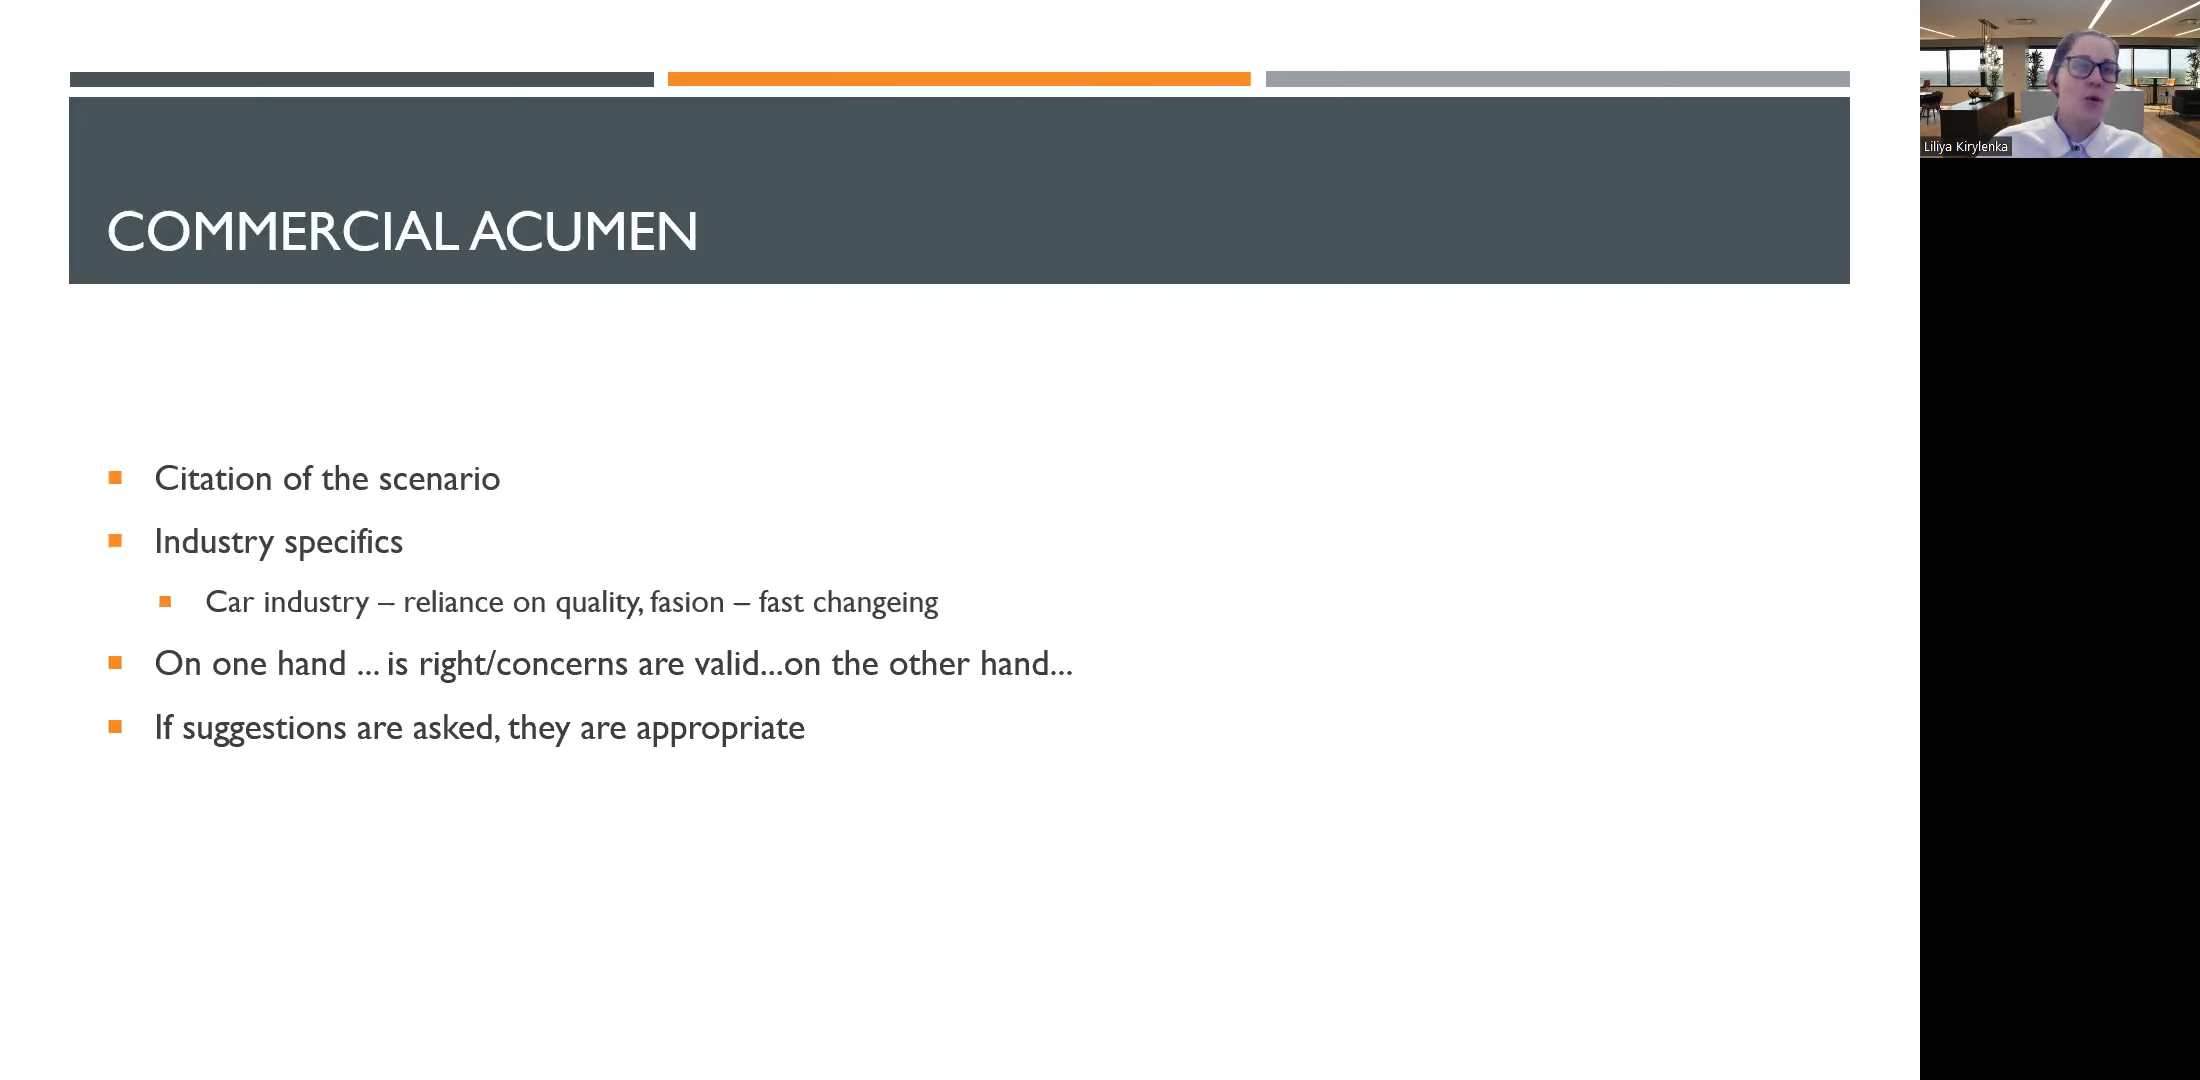 COMMERCIAL ACUMEN
Citation of the scenario
Industry specifics
Car industry – reliance on quality, fasion – fast changeing
On one hand ... is right/concerns are valid...on the other hand...
If suggestions are asked, they are appropriate
Liliya Kirylenka